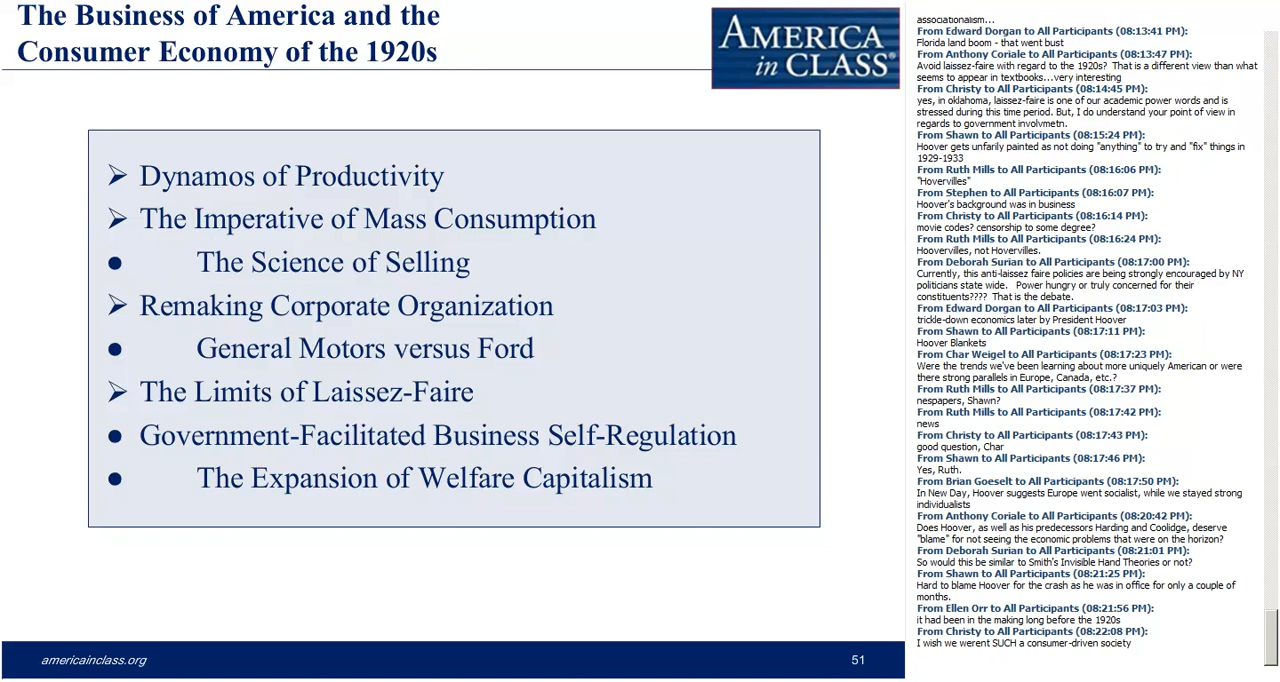 The Business of America and the
Consumer Economy of the 1920s
AMERICA
in CLASS®
➢ Dynamos of Productivity
➢ The Imperative of Mass Consumption
● The Science of Selling
➢ Remaking Corporate Organization
● General Motors versus Ford
➢ The Limits of Laissez-Faire
● Government-Facilitated Business Self-Regulation
● The Expansion of Welfare Capitalism
americainclass.org
51
associationalism...
From Edward Dorgan to All Participants (08:13:41 PM):
Florida land boom - that went bust
From Anthony Coriale to All Participants (08:13:47 PM):
Avoid laissez-faire with regard to the 1920s? That is a different view than what
seems to appear in textbooks...very interesting
From Christy to All Participants (08:14:45 PM):
yes, in oklahoma, laissez-faire is one of our academic power words and is
stressed during this time period. But, I do understand your point of view in
regards to government involvmetn.
From Shawn to All Participants (08:15:24 PM):
Hoover gets unfarily painted as not doing "anything" to try and "fix" things in
1929-1933
From Ruth Mills to All Participants (08:16:06 PM):
"Hovervilles"
From Stephen to All Participants (08:16:07 PM):
Hoover's background was in business
From Christy to All Participants (08:16:14 PM):
movie codes? censorship to some degree?
From Ruth Mills to All Participants (08:16:24 PM):
Hoovervilles, not Hovervilles.
From Deborah Surian to All Participants (08:17:00 PM):
Currently, this anti-laissez faire policies are being strongly encouraged by NY
politicians state wide. Power hungry or truly concerned for their
constituents???? That is the debate.
From Edward Dorgan to All Participants (08:17:03 PM):
trickle-down economics later by President Hoover
From Shawn to All Participants (08:17:11 PM):
Hoover Blankets
From Char Weigel to All Participants (08:17:23 PM):
Were the trends we've been learning about more uniquely American or were
there strong parallels in Europe, Canada, etc.?
From Ruth Mills to All Participants (08:17:37 PM):
nespapers, Shawn?
From Ruth Mills to All Participants (08:17:42 PM):
news
From Christy to All Participants (08:17:43 PM):
good question, Char
From Shawn to All Participants (08:17:46 PM):
Yes, Ruth.
From Brian Goeselt to All Participants (08:17:50 PM):
In New Day, Hoover suggests Europe went socialist, while we stayed strong
individualists
From Anthony Coriale to All Participants (08:20:42 PM):
Does Hoover, as well as his predecessors Harding and Coolidge, deserve
"blame" for not seeing the economic problems that were on the horizon?
From Deborah Surian to All Participants (08:21:01 PM):
So would this be similar to Smith's Invisible Hand Theories or not?
From Shawn to All Participants (08:21:25 PM):
Hard to blame Hoover for the crash as he was in office for only a couple of
months.
From Ellen Orr to All Participants (08:21:56 PM):
it had been in the making long before the 1920s
From Christy to All Participants (08:22:08 PM):
I wish we werent SUCH a consumer-driven society